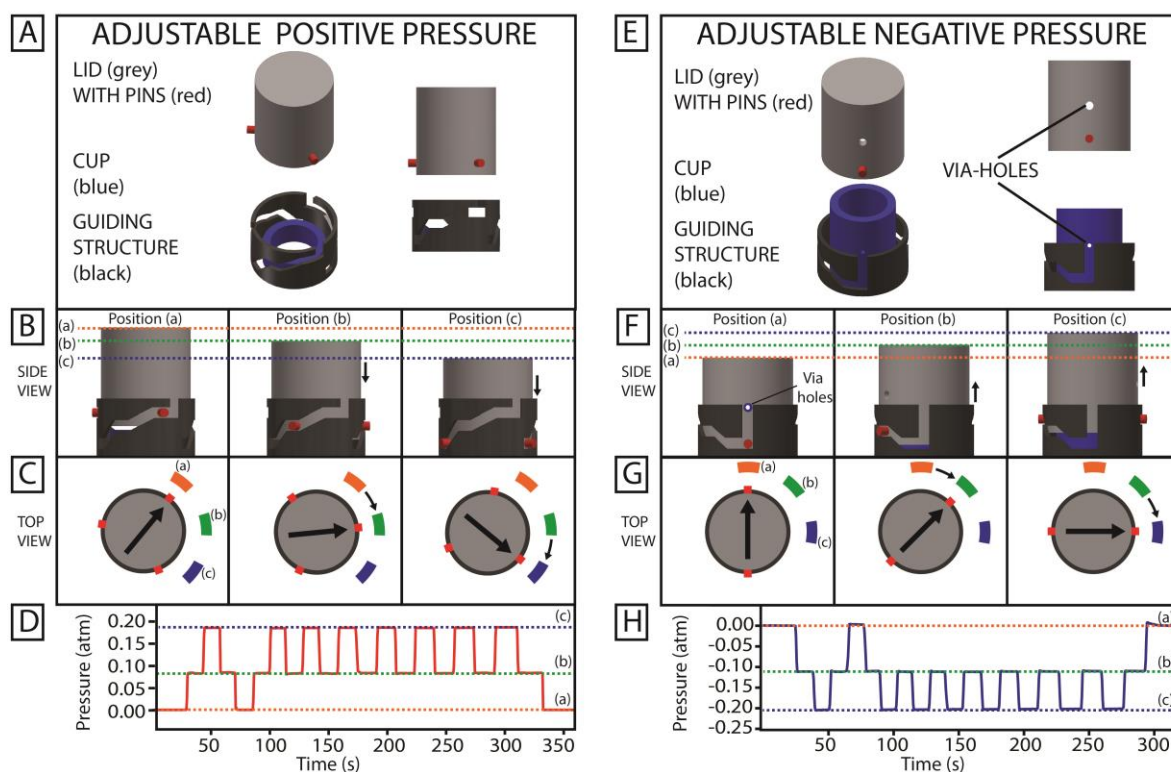 A
ADJUSTABLE POSITIVE PRESSURE
LID (grey)
WITH PINS (red)
CUP
(blue)
GUIDING
STRUCTURE
(black)
B
Position (a)
Position (b)
Position (c)
(a)
(b)
(c)
SIDE
VIEW
C
TOP
VIEW
(a)
(b)
(c)
D
Pressure (atm)
0.20
0.10
0.05
0.00
(c)
(b)
(a)
50
100
150
200
250
300
350
Time (s)
E
ADJUSTABLE NEGATIVE PRESSURE
LID (grey)
WITH PINS (red)
VIA-HOLES
CUP
(blue)
GUIDING
STRUCTURE
(black)
F
Position (a)
Position (b)
Position (c)
(c)
(b)
(a)
SIDE
VIEW
Via
holes
G
TOP
VIEW
(a)
(b)
(c)
H
Pressure (atm)
0.00
-0.05
-0.10
-0.20
-0.25
(a)
(b)
(c)
50
100
150
200
250
300
Time (s)